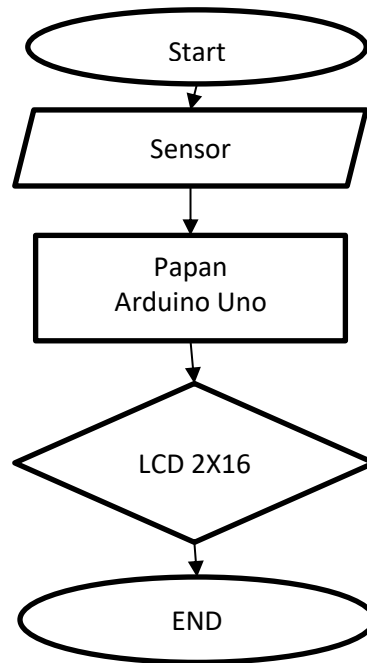 Start
Sensor
Papan
Arduino Uno
LCD 2X16
END